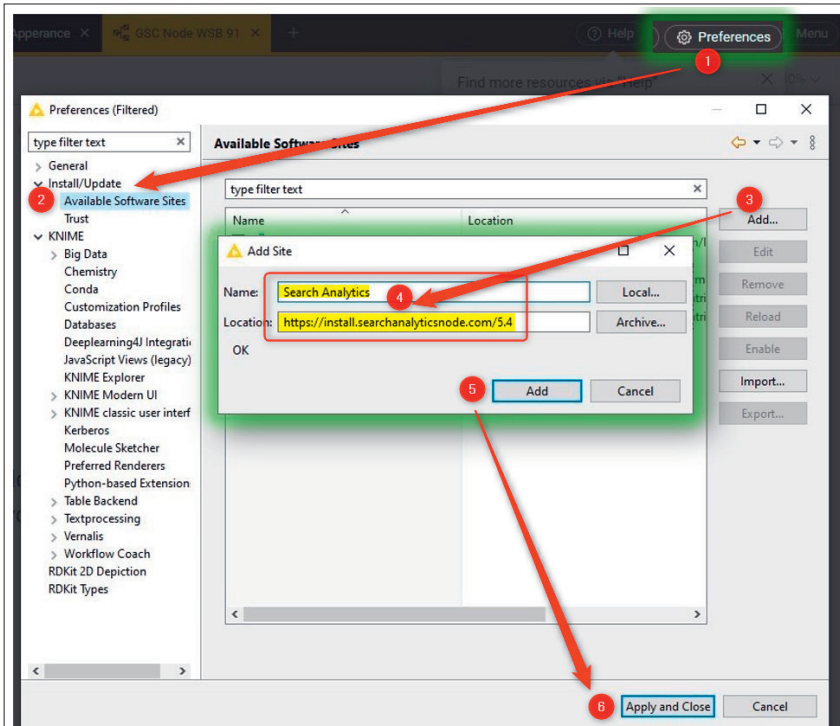 Apperance
GSC Node WSB 91
Help
Preferences
Menu
1
Find more resources via "Help"
Preferences (Filtered)
type filter text
Available Software Sites
General
Install/Update
type filter text
2
Available Software Sites
3
Trust
Name
Location
Add...
KNIME
Big Data
Add Site
Edit
Chemistry
Conda
Name:
Search Analytics
4
Local...
Remove
Customization Profiles
Databases
Location:
https://install.searchanalyticsnode.com/5.4
Archive...
Reload
Deeplearning4J Integratio
OK
JavaScript Views (legacy)
Enable
KNIME Explorer
KNIME Modern UI
5
Add
Cancel
Import...
KNIME classic user interf
Kerberos
Export...
Molecule Sketcher
Preferred Renderers
Python-based Extension
Table Backend
Textprocessing
Vernalis
Workflow Coach
RDKit 2D Depiction
RDKit Types
6
Apply and Close
Cancel